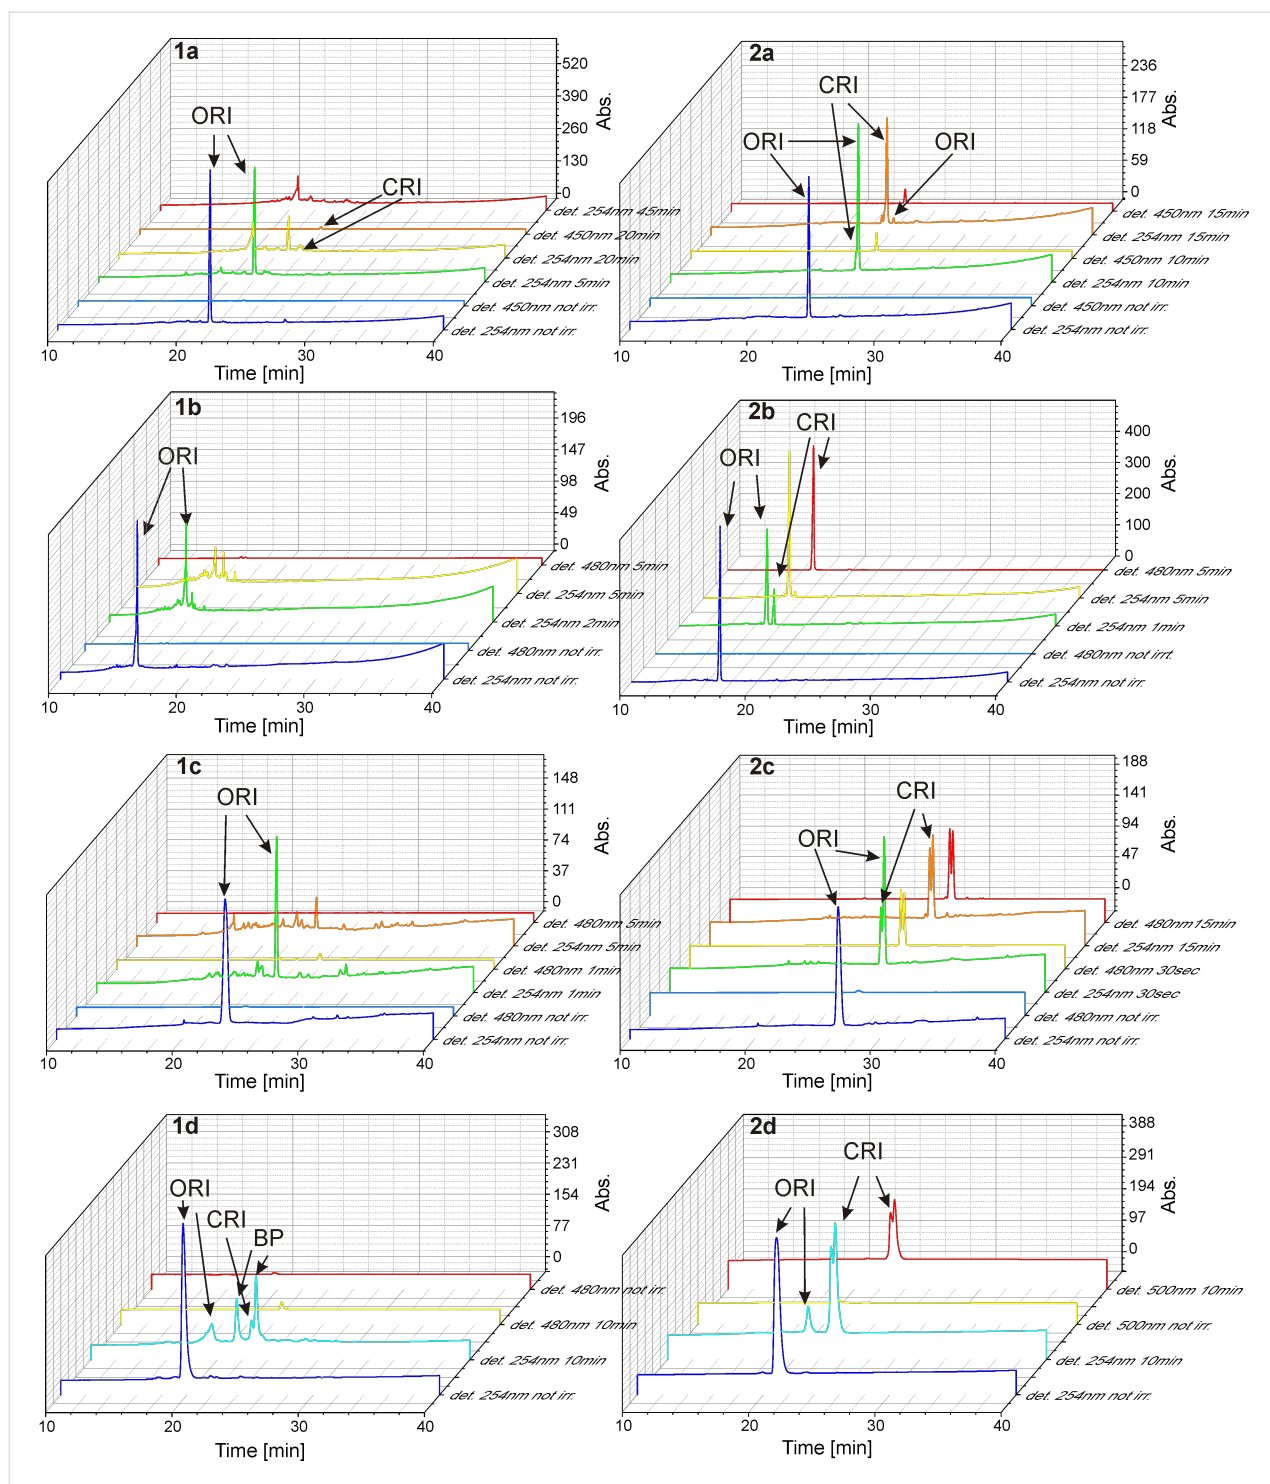 1a
520
390
260
130
0
Abs.
ORI
CRI
det. 254nm 45min
det. 450nm 20min
det. 254nm 20min
det. 254nm 5min
det. 450nm not irr.
det. 254nm not irr.
10
20
30
40
Time [min]
2a
236
177
118
59
0
Abs.
CRI
ORI
ORI
det. 450nm 15min
det. 254nm 15min
det. 450nm 10min
det. 254nm 10min
det. 450nm not irr.
det. 254nm not irr.
10
20
30
40
Time [min]
1b
196
147
98
49
0
Abs.
ORI
det. 480nm 5min
det. 254nm 5min
det. 254nm 2min
det. 480nm not irr.
det. 254nm not irr.
10
20
30
40
Time [min]
2b
400
300
200
100
0
Abs.
CRI
ORI
det. 480nm 5min
det. 254nm 5min
det. 254nm 1min
det. 480nm not irrt.
det. 254nm not irr.
10
20
30
40
Time [min]
1c
148
111
74
37
0
Abs.
ORI
det. 480nm 5min
det. 254nm 5min
det. 480nm 1min
det. 254nm 1min
det. 480nm not irr.
det. 254nm not irr.
10
20
30
40
Time [min]
2c
188
141
94
47
0
Abs.
CRI
ORI
det. 480nm15min
det. 254nm 15min
det. 480nm 30sec
det. 254nm 30sec
det. 480nm not irr.
det. 254nm not irr.
10
20
30
40
Time [min]
1d
308
231
154
77
0
Abs.
ORI
CRI
BP
det. 480nm not irr.
det. 480nm 10min
det. 254nm 10min
det. 254nm not irr.
10
20
30
40
Time [min]
2d
388
291
194
97
0
Abs.
CRI
ORI
det. 500nm 10min
det. 500nm not irr.
det. 254nm 10min
det. 254nm not irr.
10
20
30
40
Time [min]